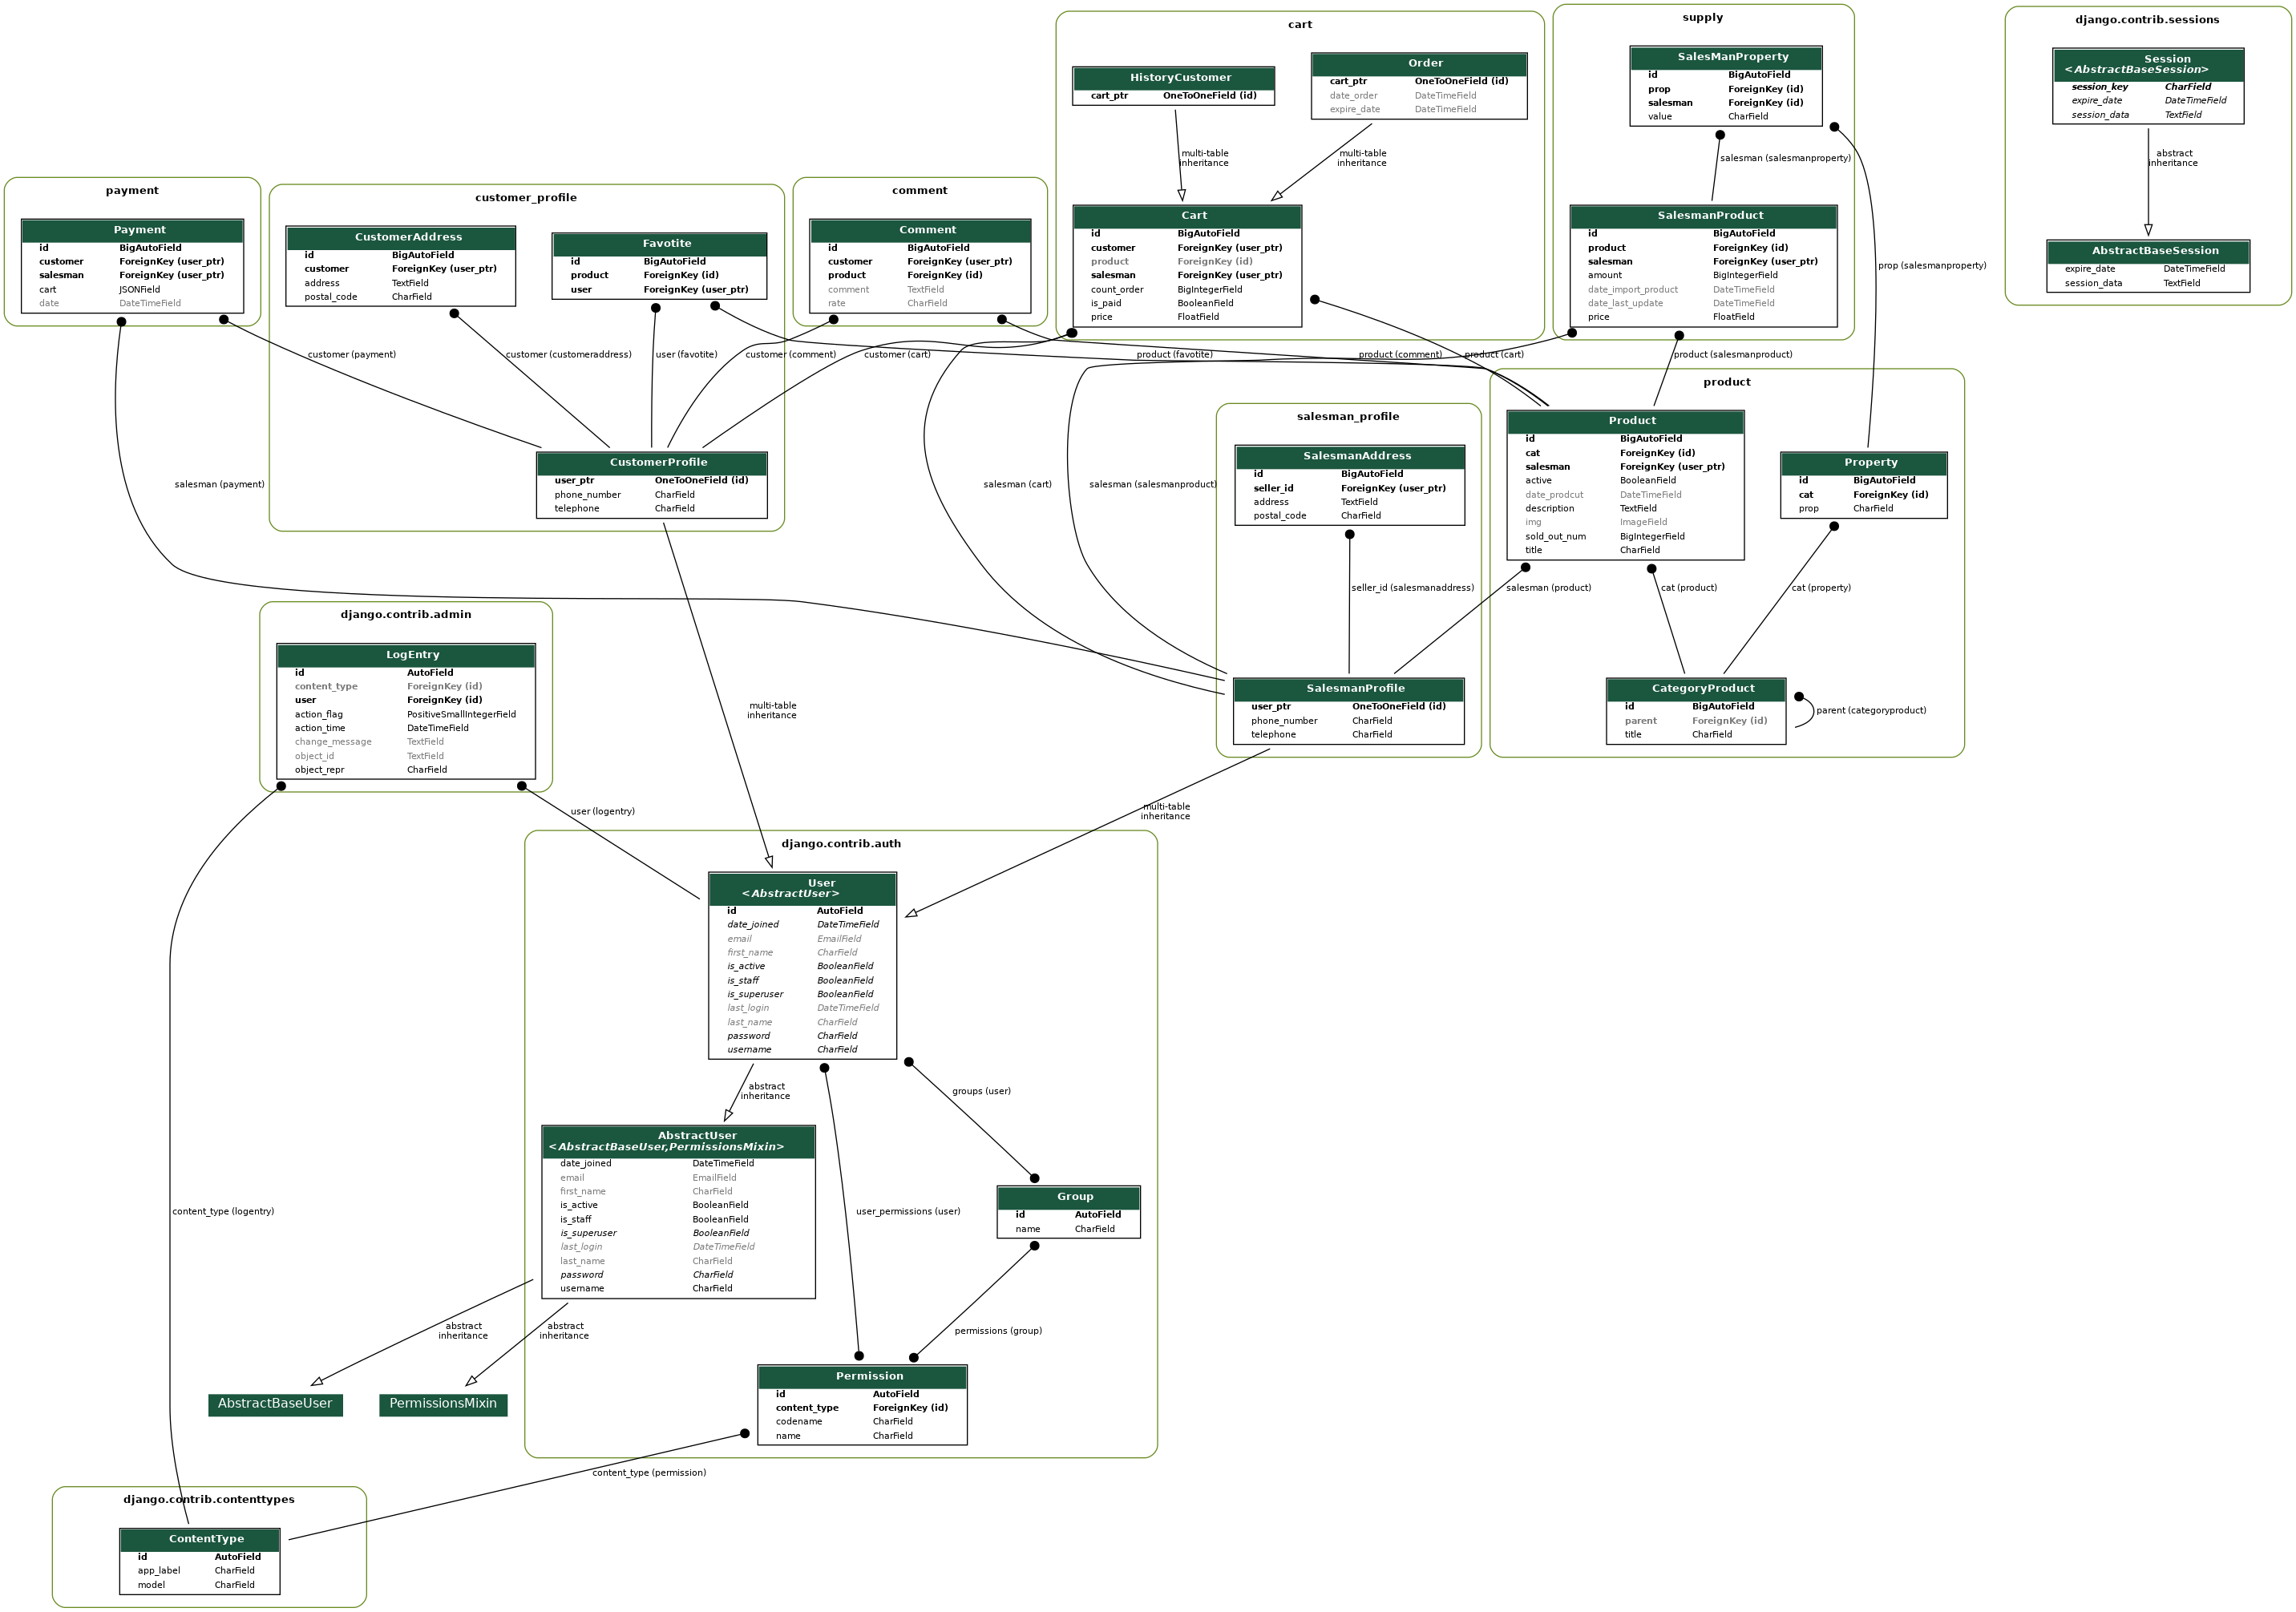 cart
HistoryCustomer
cart_ptr OneToOneField (id)
Order
cart_ptr OneToOneField (id)
date_order DateTimeField
expire_date DateTimeField
multi-table
inheritance
multi-table
inheritance
Cart
id BigAutoField
customer ForeignKey (user_ptr)
product ForeignKey (id)
salesman ForeignKey (user_ptr)
count_order BigIntegerField
is_paid BooleanField
price FloatField
supply
SalesManProperty
id BigAutoField
prop ForeignKey (id)
salesman ForeignKey (id)
value CharField
salesman (salesmanproperty)
SalesmanProduct
id BigAutoField
product ForeignKey (id)
salesman ForeignKey (user_ptr)
amount BigIntegerField
date_import_product DateTimeField
date_last_update DateTimeField
price FloatField
prop (salesmanproperty)
django.contrib.sessions
Session
<AbstractBaseSession>
session_key CharField
expire_date DateTimeField
session_data TextField
abstract
inheritance
AbstractBaseSession
expire_date DateTimeField
session_data TextField
payment
Payment
id BigAutoField
customer ForeignKey (user_ptr)
salesman ForeignKey (user_ptr)
cart JSONField
date DateTimeField
customer_profile
CustomerAddress
id BigAutoField
customer ForeignKey (user_ptr)
address TextField
postal_code CharField
Favotite
id BigAutoField
product ForeignKey (id)
user ForeignKey (user_ptr)
comment
Comment
id BigAutoField
customer ForeignKey (user_ptr)
product ForeignKey (id)
comment TextField
rate CharField
customer (payment)
customer (customeraddress)
user (favotite)
customer (comment)
customer (cart)
product (favotite)
product (comment)
product (cart)
product (salesmanproduct)
CustomerProfile
user_ptr OneToOneField (id)
phone_number CharField
telephone CharField
salesman (payment)
salesman (cart)
salesman (salesmanproduct)
salesman_profile
SalesmanAddress
id BigAutoField
seller_id ForeignKey (user_ptr)
address TextField
postal_code CharField
seller_id (salesmanaddress)
SalesmanProfile
user_ptr OneToOneField (id)
phone_number CharField
telephone CharField
product
Product
id BigAutoField
cat ForeignKey (id)
salesman ForeignKey (user_ptr)
active BooleanField
date_prodcut DateTimeField
description TextField
img ImageField
sold_out_num BigIntegerField
title CharField
Property
id BigAutoField
cat ForeignKey (id)
prop CharField
salesman (product)
cat (product)
cat (property)
CategoryProduct
id BigAutoField
parent ForeignKey (id)
title CharField
parent (categoryproduct)
django.contrib.admin
LogEntry
id AutoField
content_type ForeignKey (id)
user ForeignKey (id)
action_flag PositiveSmallIntegerField
action_time DateTimeField
change_message TextField
object_id TextField
object_repr CharField
multi-table
inheritance
multi-table
inheritance
user (logentry)
content_type (logentry)
django.contrib.auth
User
<AbstractUser>
id AutoField
date_joined DateTimeField
email EmailField
first_name CharField
is_active BooleanField
is_staff BooleanField
is_superuser BooleanField
last_login DateTimeField
last_name CharField
password CharField
username CharField
abstract
inheritance
groups (user)
AbstractUser
<AbstractBaseUser,PermissionsMixin>
date_joined DateTimeField
email EmailField
first_name CharField
is_active BooleanField
is_staff BooleanField
is_superuser BooleanField
last_login DateTimeField
last_name CharField
password CharField
username CharField
user_permissions (user)
Group
id AutoField
name CharField
abstract
inheritance
abstract
inheritance
permissions (group)
AbstractBaseUser
PermissionsMixin
Permission
id AutoField
content_type ForeignKey (id)
codename CharField
name CharField
content_type (permission)
django.contrib.contenttypes
ContentType
id AutoField
app_label CharField
model CharField